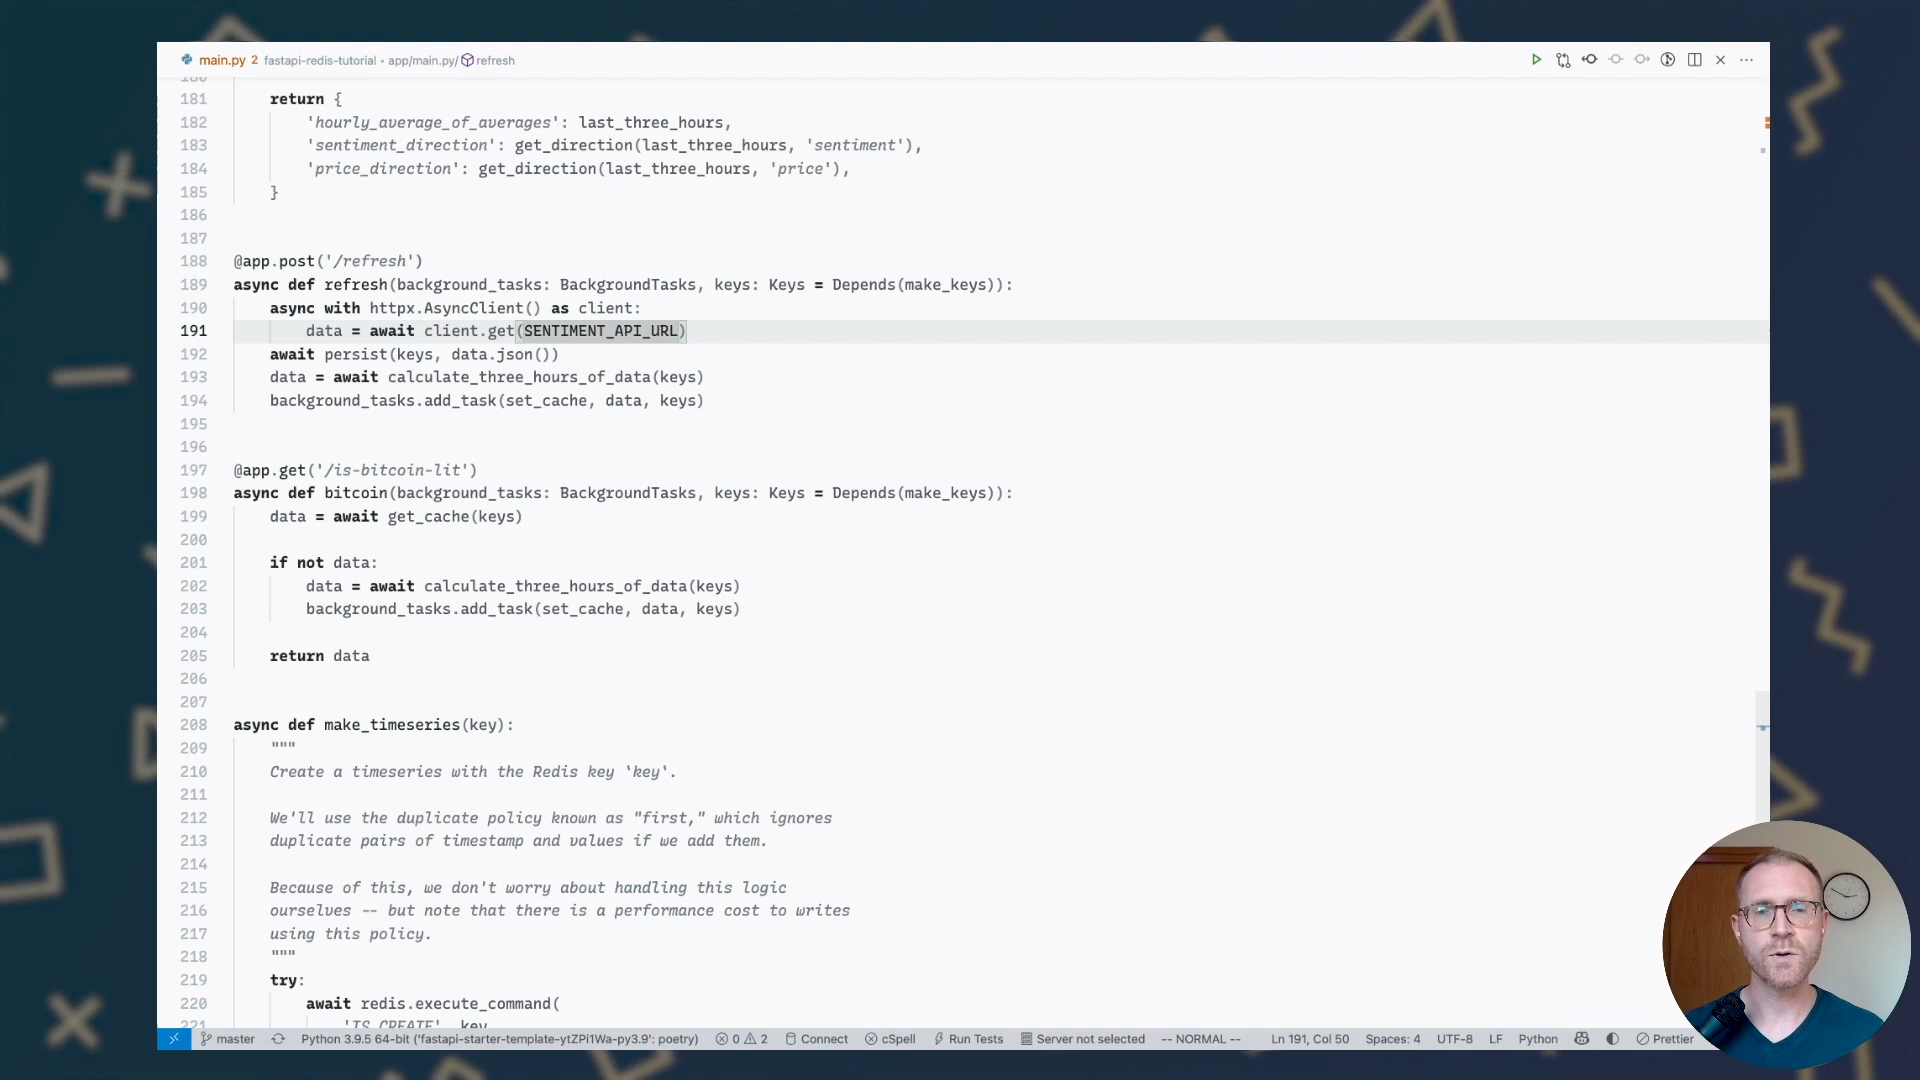 main.py 2 fastapi-redis-tutorial • app/main.py/ refresh
180
181 return {
182 'hourly_average_of_averages': last_three_hours,
183 'sentiment_direction': get_direction(last_three_hours, 'sentiment'),
184 'price_direction': get_direction(last_three_hours, 'price'),
185 }
186
187
188 @app.post('/refresh')
189 async def refresh(background_tasks: BackgroundTasks, keys: Keys = Depends(make_keys)):
190 async with httpx.AsyncClient() as client:
191 data = await client.get(SENTIMENT_API_URL)
192 await persist(keys, data.json())
193 data = await calculate_three_hours_of_data(keys)
194 background_tasks.add_task(set_cache, data, keys)
195
196
197 @app.get('/is-bitcoin-lit')
198 async def bitcoin(background_tasks: BackgroundTasks, keys: Keys = Depends(make_keys)):
199 data = await get_cache(keys)
200
201 if not data:
202 data = await calculate_three_hours_of_data(keys)
203 background_tasks.add_task(set_cache, data, keys)
204
205 return data
206
207
208 async def make_timeseries(key):
209 """
210 Create a timeseries with the Redis key `key`.
211
212 We'll use the duplicate policy known as "first," which ignores
213 duplicate pairs of timestamp and values if we add them.
214
215 Because of this, we don't worry about handling this logic
216 ourselves -- but note that there is a performance cost to writes
217 using this policy.
218 """
219 try:
220 await redis.execute_command(
221 'TS.CREATE', key,
master Python 3.9.5 64-bit ('fastapi-starter-template-ytZPi1Wa-py3.9': poetry) 0 2 Connect cSpell Run Tests Server not selected -- NORMAL -- Ln 191, Col 50 Spaces: 4 UTF-8 LF Python Prettier